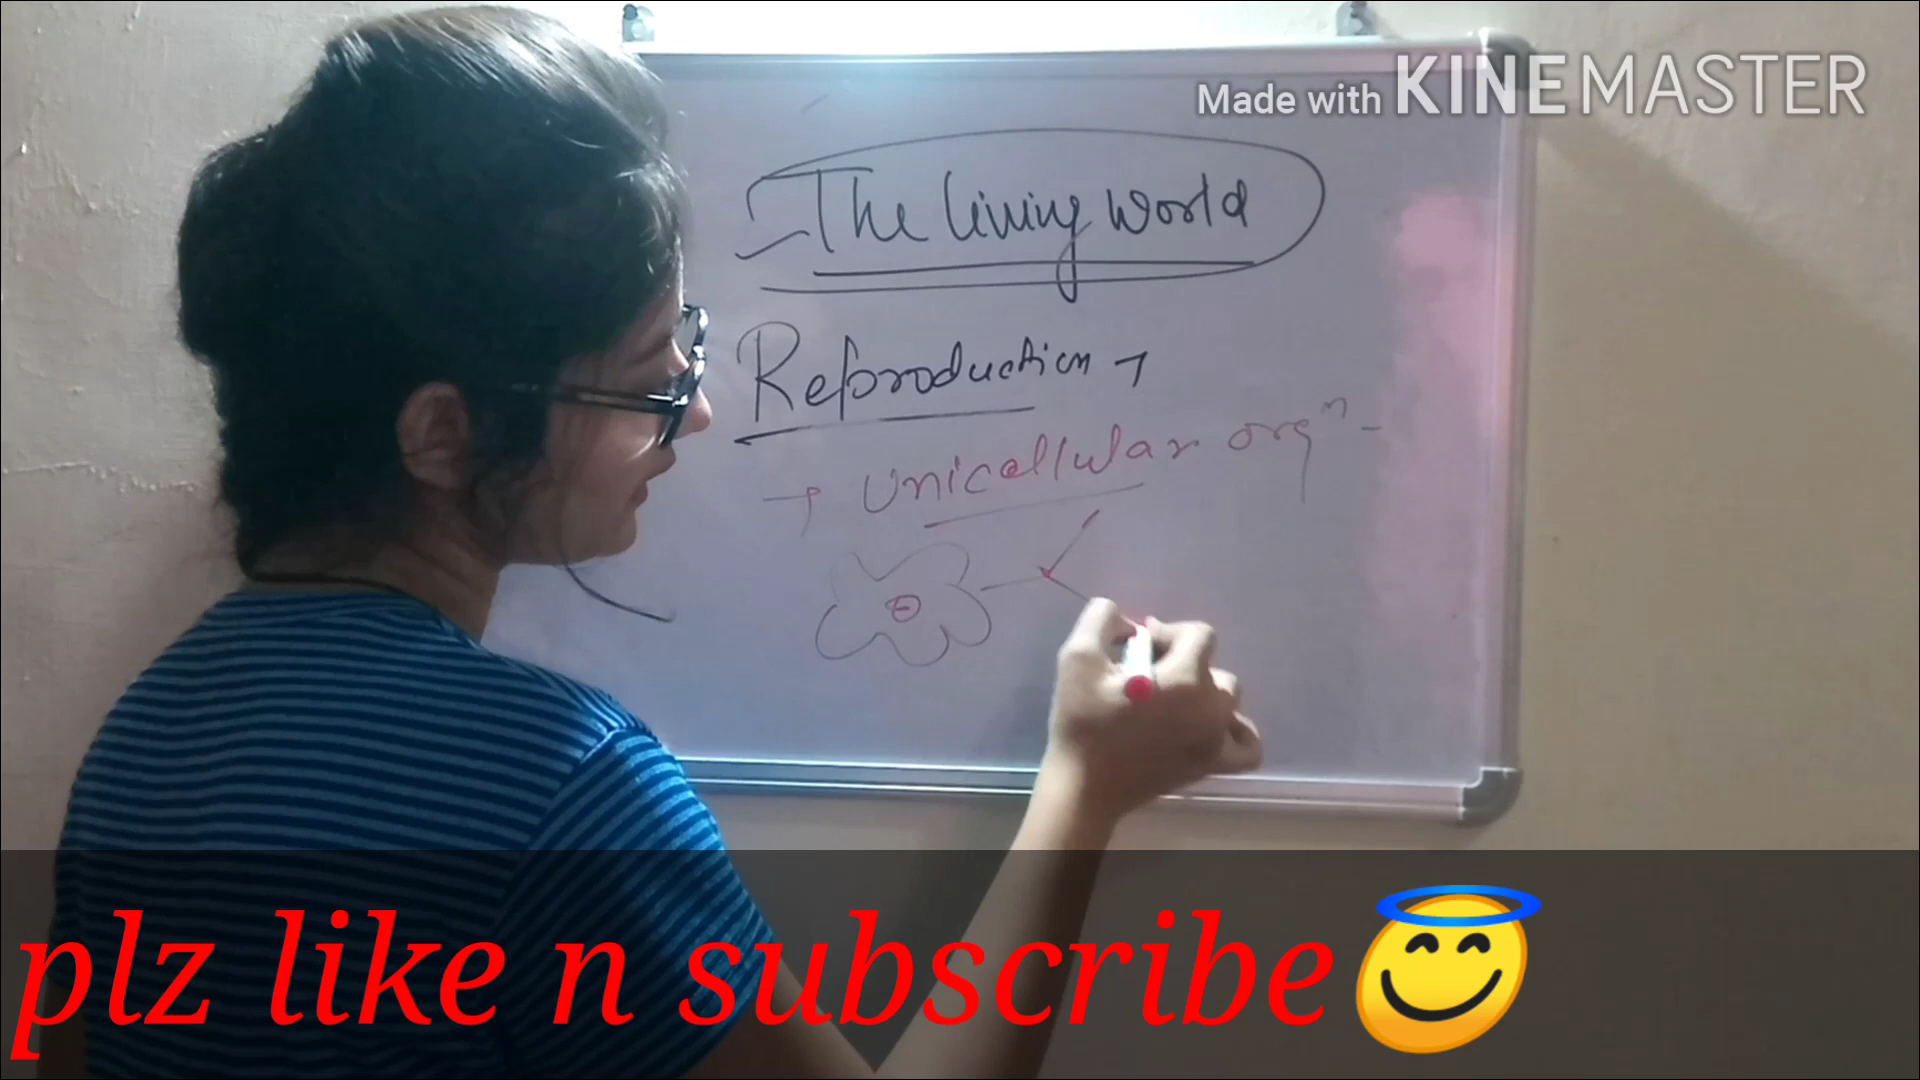 Made with KINEMASTER
The living world
Reproduction →
→ Unicellular orgⁿ -
plz like n subscribe😇